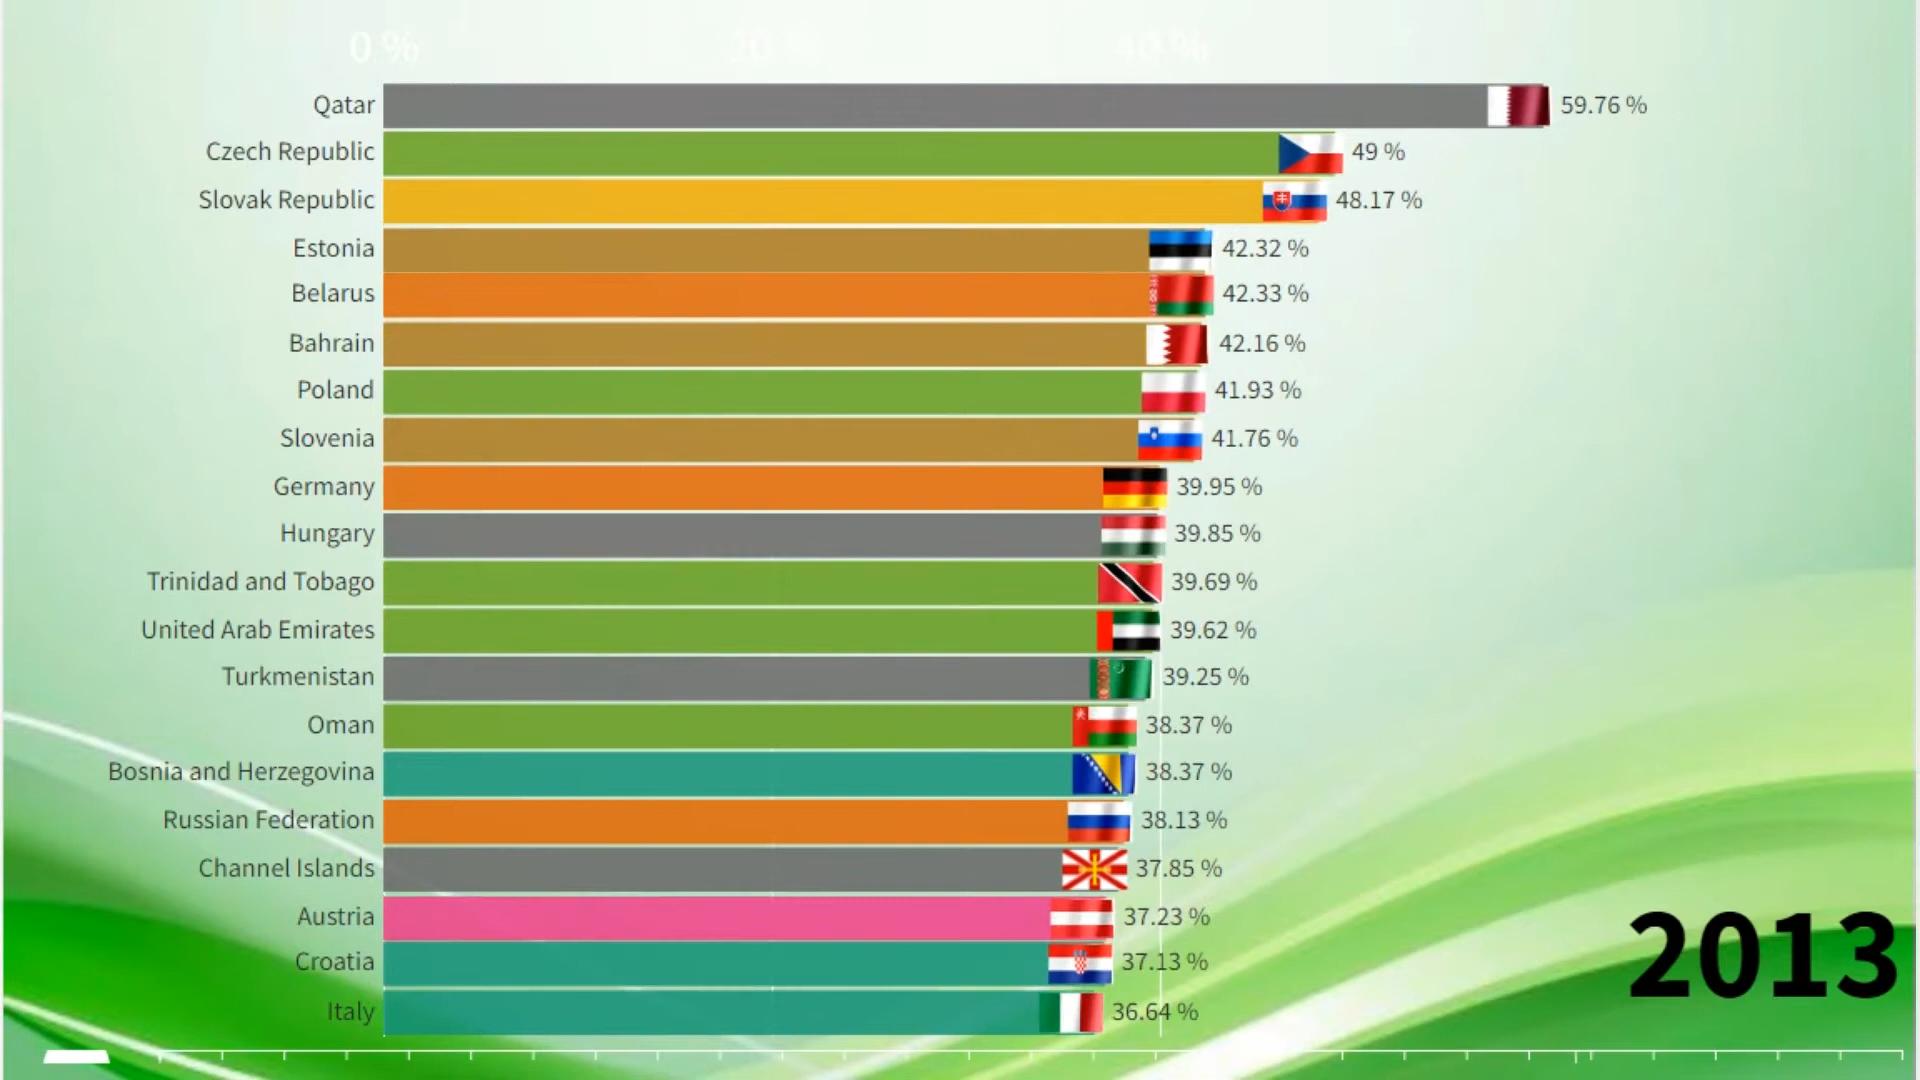 0 % 20 % 40 %
Qatar 59.76 %
Czech Republic 49 %
Slovak Republic 48.17 %
Estonia 42.32 %
Belarus 42.33 %
Bahrain 42.16 %
Poland 41.93 %
Slovenia 41.76 %
Germany 39.95 %
Hungary 39.85 %
Trinidad and Tobago 39.69 %
United Arab Emirates 39.62 %
Turkmenistan 39.25 %
Oman 38.37 %
Bosnia and Herzegovina 38.37 %
Russian Federation 38.13 %
Channel Islands 37.85 %
Austria 37.23 %
Croatia 37.13 %
Italy 36.64 %
2013